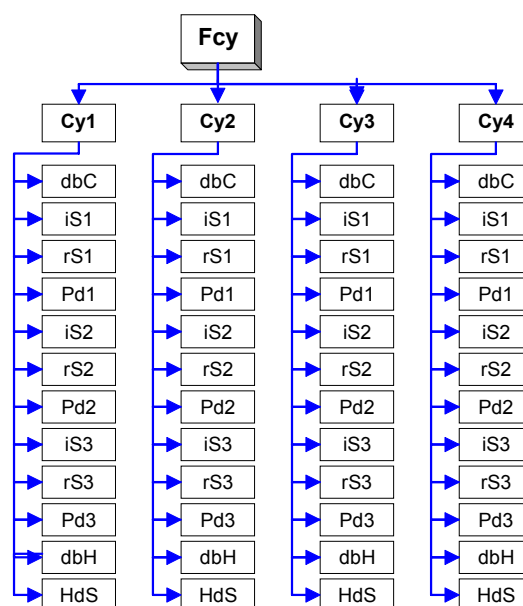 Fcy
Cy1 Cy2 Cy3 Cy4
dbC dbC dbC dbC
iS1 iS1 iS1 iS1
rS1 rS1 rS1 rS1
Pd1 Pd1 Pd1 Pd1
iS2 iS2 iS2 iS2
rS2 rS2 rS2 rS2
Pd2 Pd2 Pd2 Pd2
iS3 iS3 iS3 iS3
rS3 rS3 rS3 rS3
Pd3 Pd3 Pd3 Pd3
dbH dbH dbH dbH
HdS HdS HdS HdS